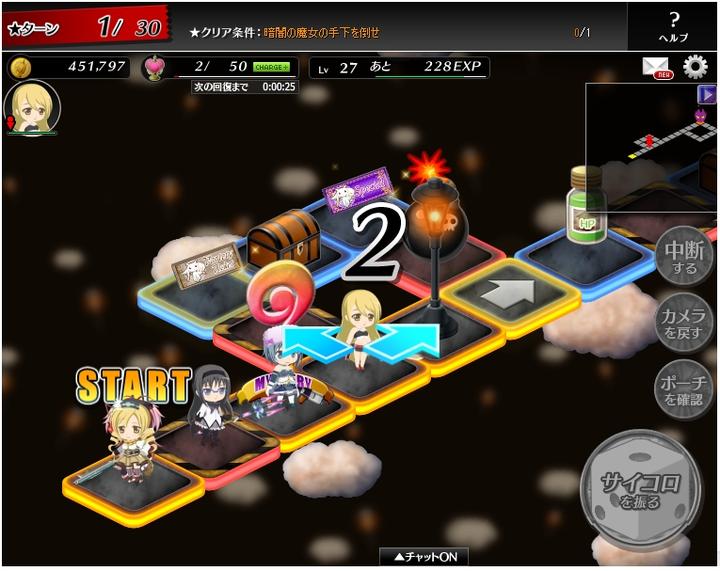 ★ターン 1/ 30
★クリア条件：暗闇の魔女の手下を倒せ
0/1
?
ヘルプ
451,797
2/ 50
CHARGE+
Lv 27 あと 228EXP
NEW
次の回復まで 0:00:25
Special
2
HP
START
中断
する
カメラ
を戻す
ポーチ
を確認
サイコロ
を振る
▲チャットON